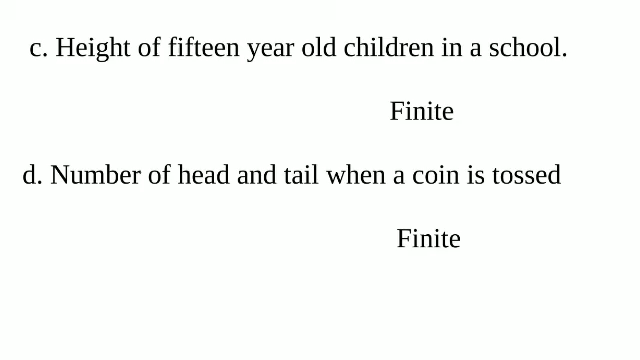 c. Height of fifteen year old children in a school.
Finite
d. Number of head and tail when a coin is tossed
Finite